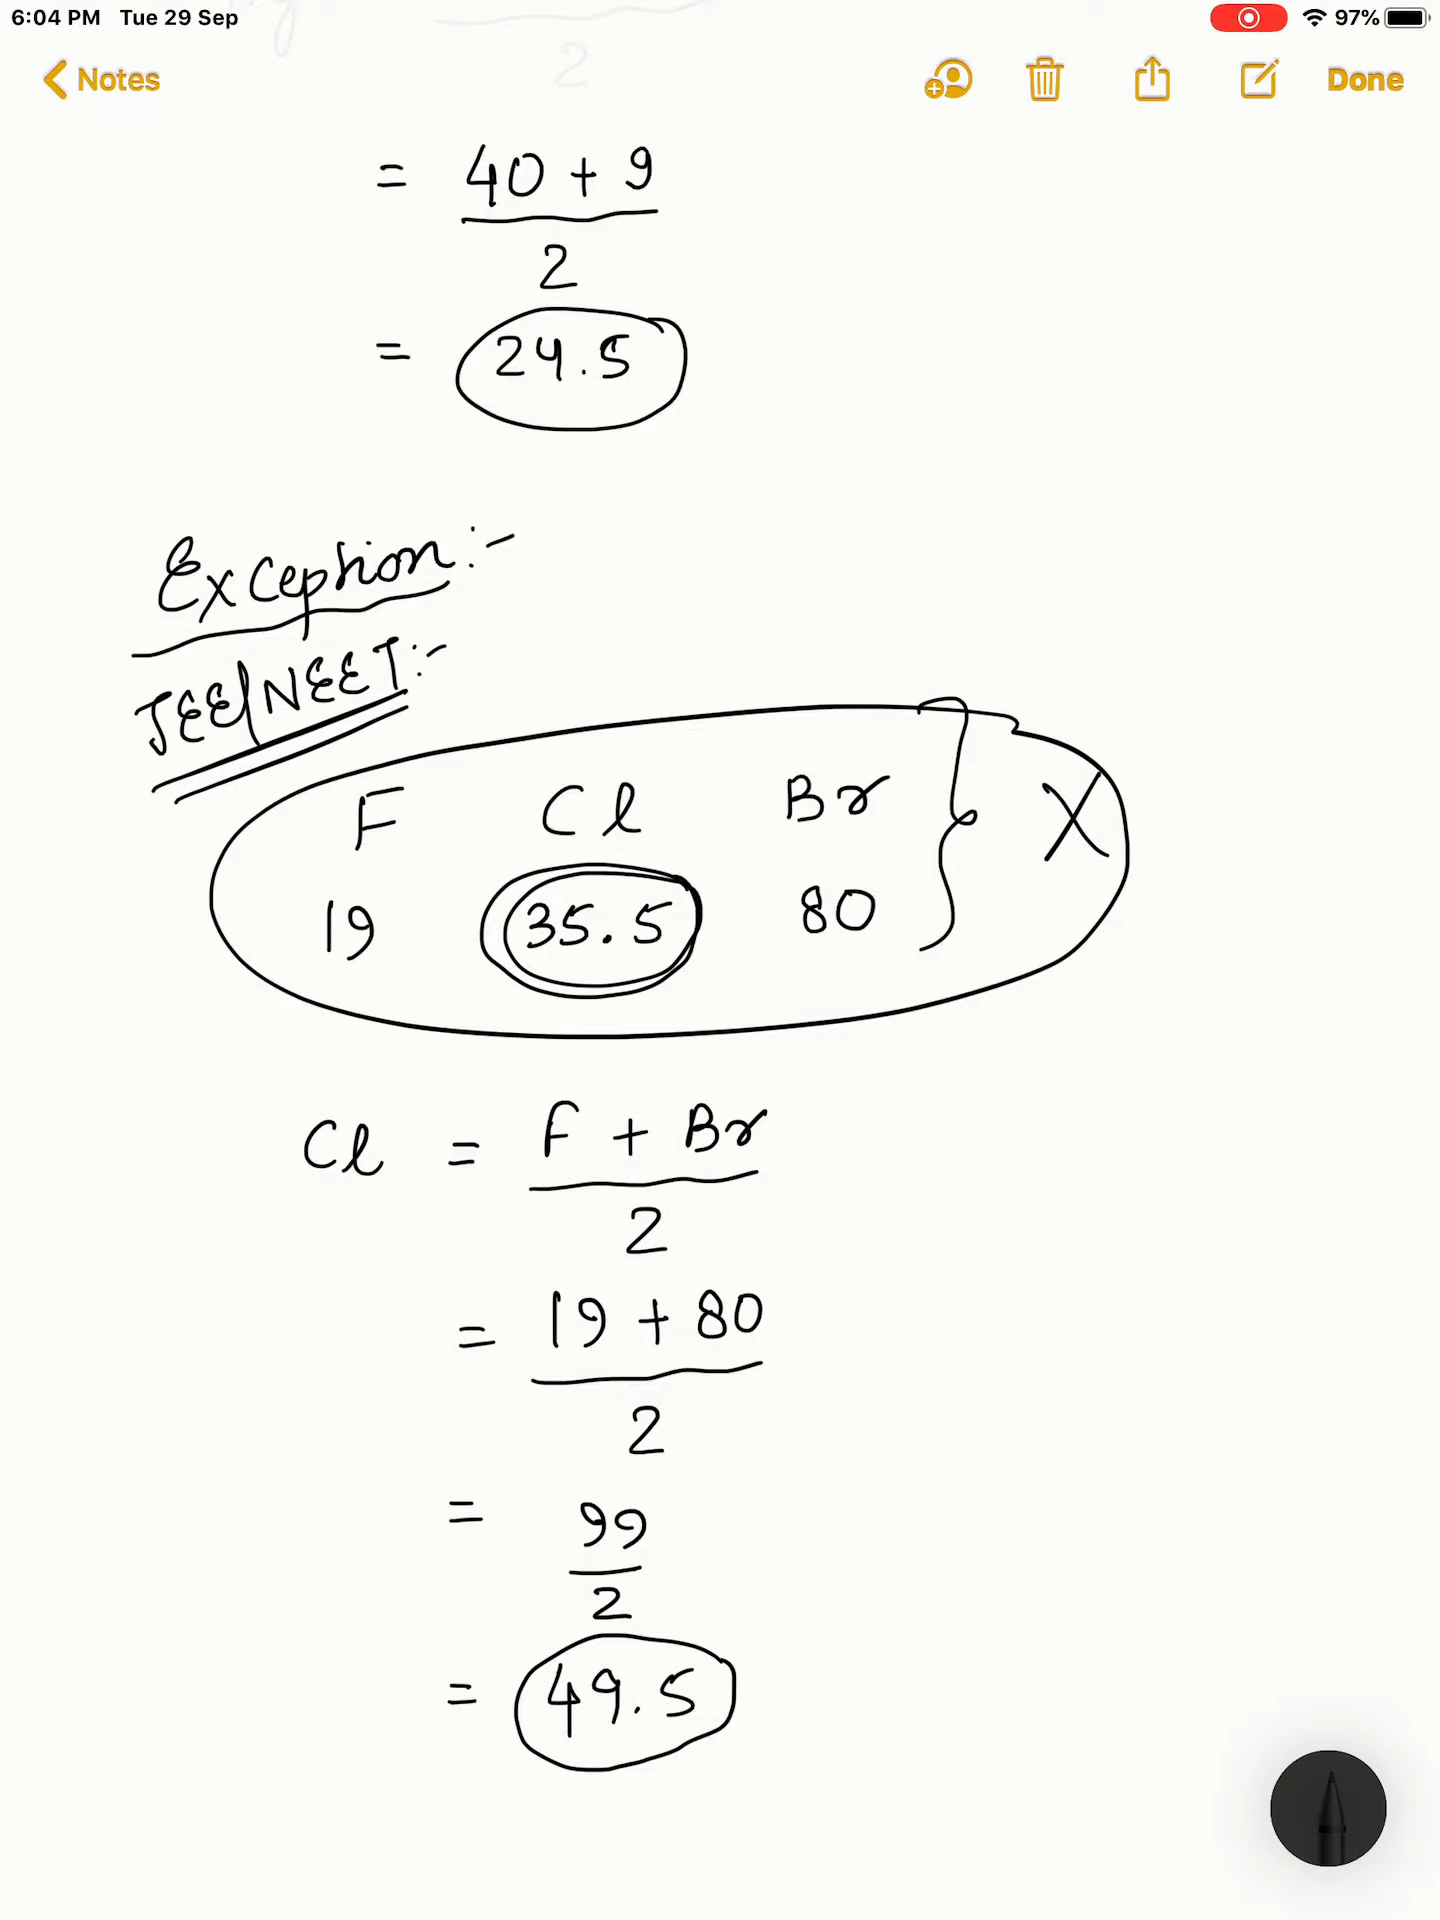 6:04 PM Tue 29 Sep 97%
Notes Done
2
= 40 + 9
2
= 24.5
Exception :-
JEE/NEET :-
F Cl Br } X
19 35.5 80
Cl = F + Br
2
= 19 + 80
2
= 99
2
= 49.5